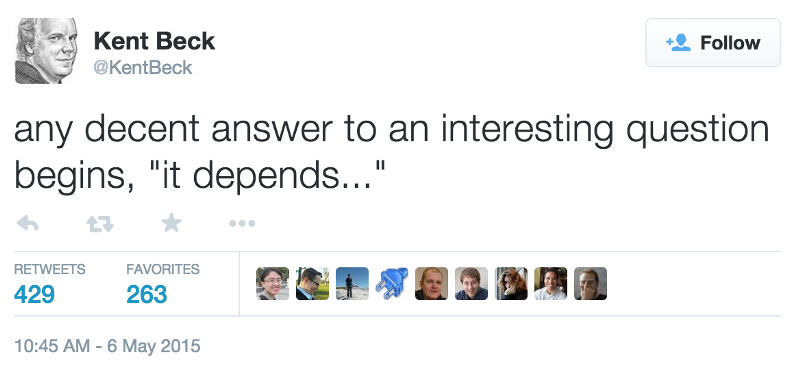 Kent Beck
@KentBeck
Follow
any decent answer to an interesting question
begins, "it depends..."
RETWEETS FAVORITES
429 263
10:45 AM - 6 May 2015